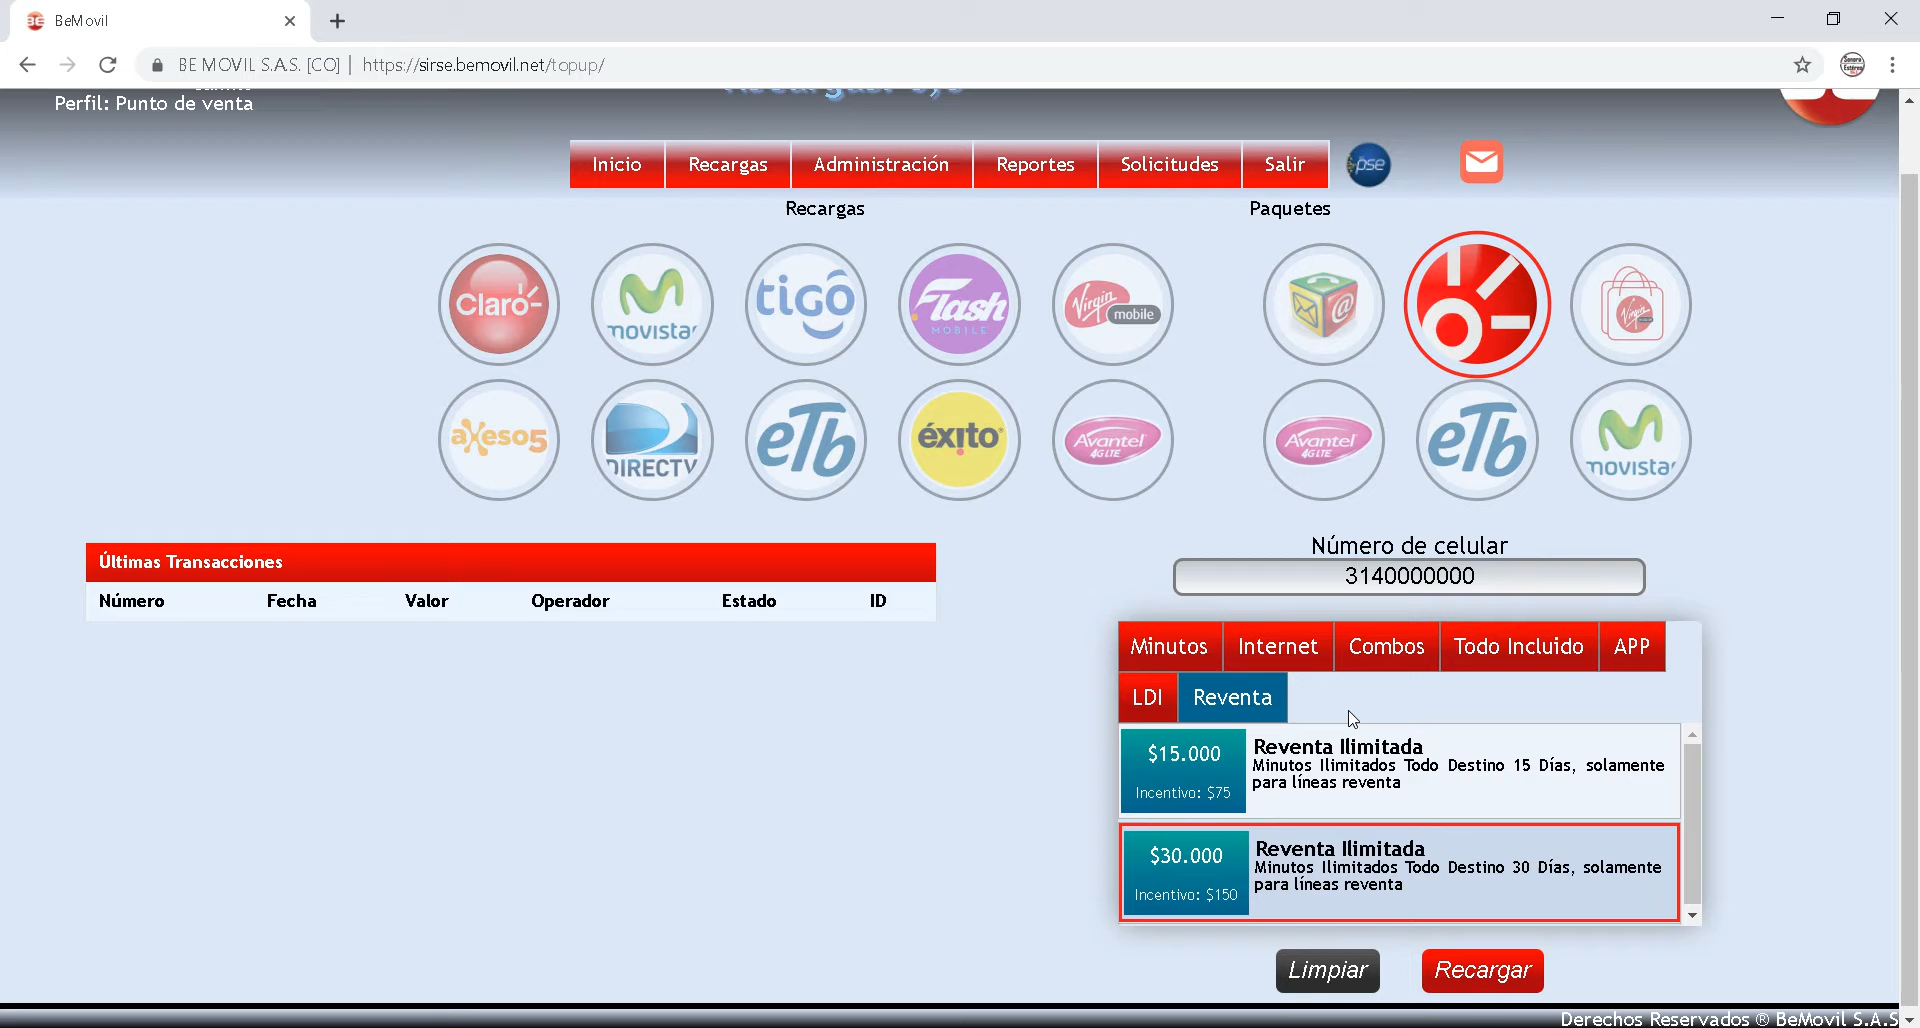 BeMovil
BE MOVIL S.A.S. [CO] | https://sirse.bemovil.net/topup/
Perfil: Punto de venta
Inicio Recargas Administración Reportes Solicitudes Salir pse
Recargas Paquetes
Claro movistar tigo Flash MOBILE Virgin mobile @ Virgin
axeso5 DIRECTV eTb éxito Avantel 4G LTE Avantel 4G LTE eTb movistar
Últimas Transacciones
Número Fecha Valor Operador Estado ID
Número de celular
3140000000
Minutos Internet Combos Todo Incluido APP
LDI Reventa
$15.000 Reventa Ilimitada
Minutos Ilimitados Todo Destino 15 Días, solamente
Incentivo: $75 para líneas reventa
$30.000 Reventa Ilimitada
Minutos Ilimitados Todo Destino 30 Días, solamente
Incentivo: $150 para líneas reventa
Limpiar Recargar
Derechos Reservados ® BeMovil S.A.S